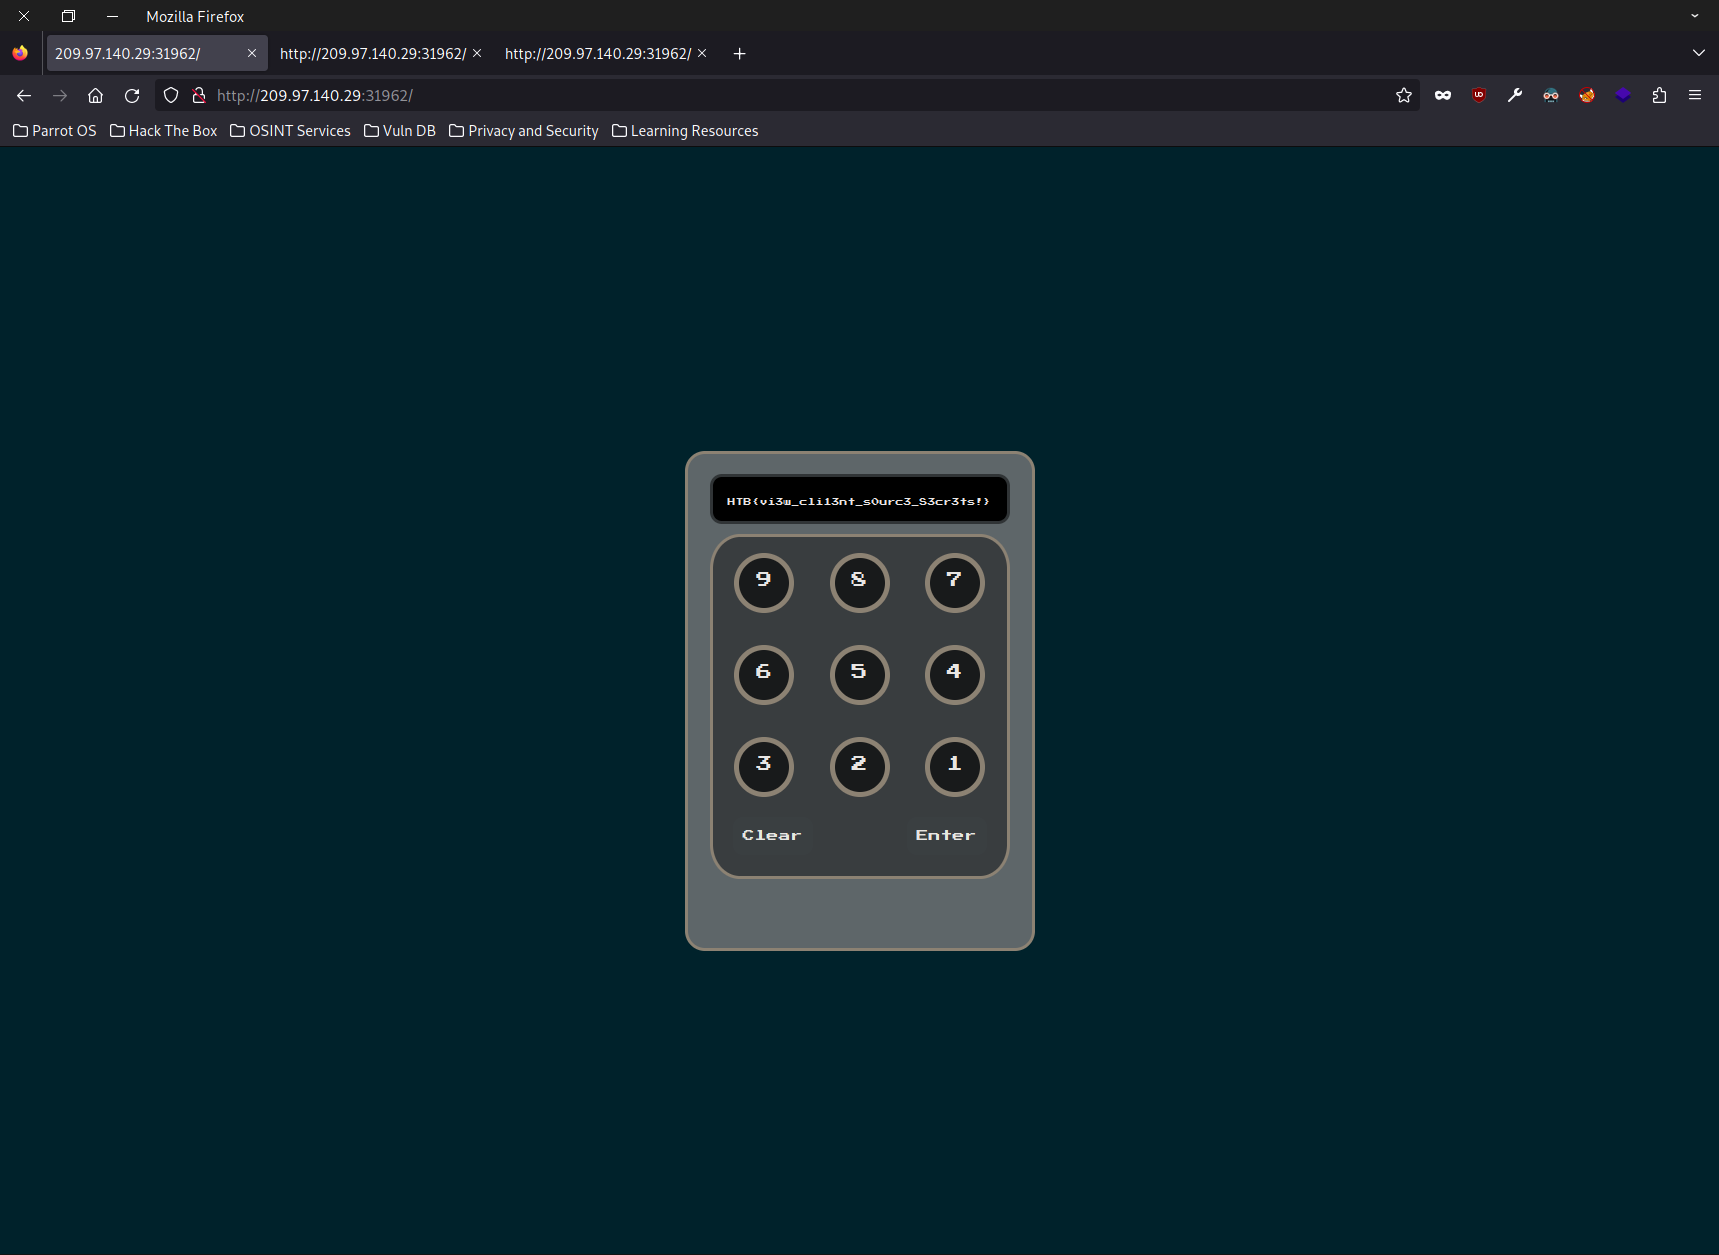 Mozilla Firefox
209.97.140.29:31962/
http://209.97.140.29:31962/
http://209.97.140.29:31962/
http://209.97.140.29:31962/
Parrot OS Hack The Box OSINT Services Vuln DB Privacy and Security Learning Resources
HTB{vi3w_cli13nt_s0urc3_S3cr3ts!}
9 8 7
6 5 4
3 2 1
Clear Enter